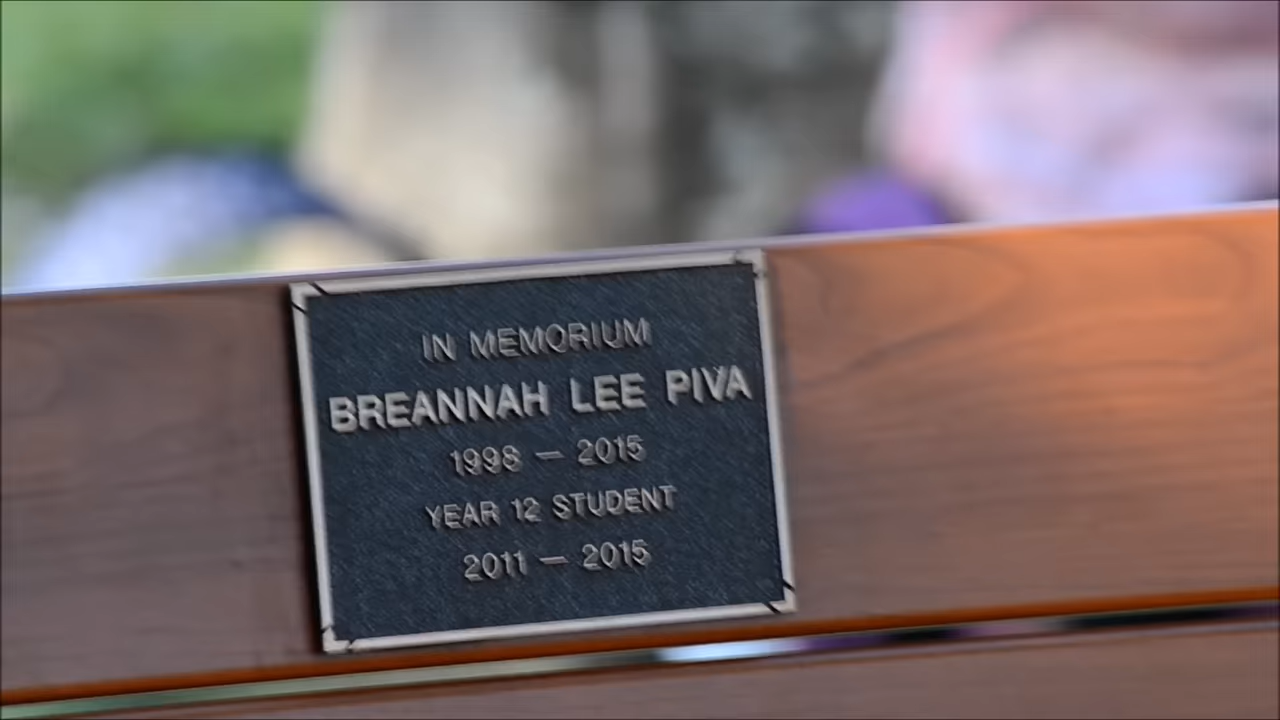 IN MEMORIUM
BREANNAH LEE PIVA
1998 — 2015
YEAR 12 STUDENT
2011 — 2015